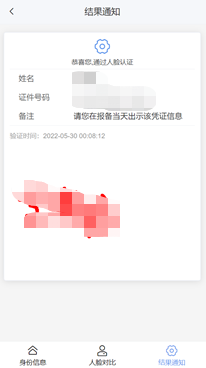 结果通知
恭喜您,通过人脸认证
姓名
证件号码
备注 请您在报备当天出示该凭证信息
验证时间：2022-05-30 00:08:12
身份信息 人脸对比 结果通知